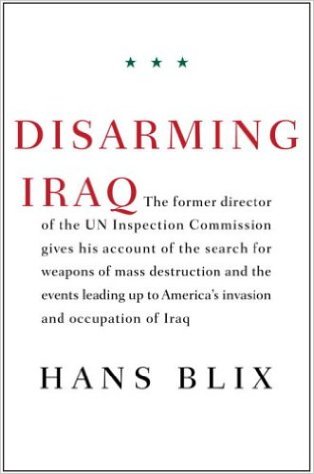 DISARMING
IRAQ The former director
of the UN Inspection Commission
gives his account of the search for
weapons of mass destruction and the
events leading up to America's invasion
and occupation of Iraq
HANS BLIX